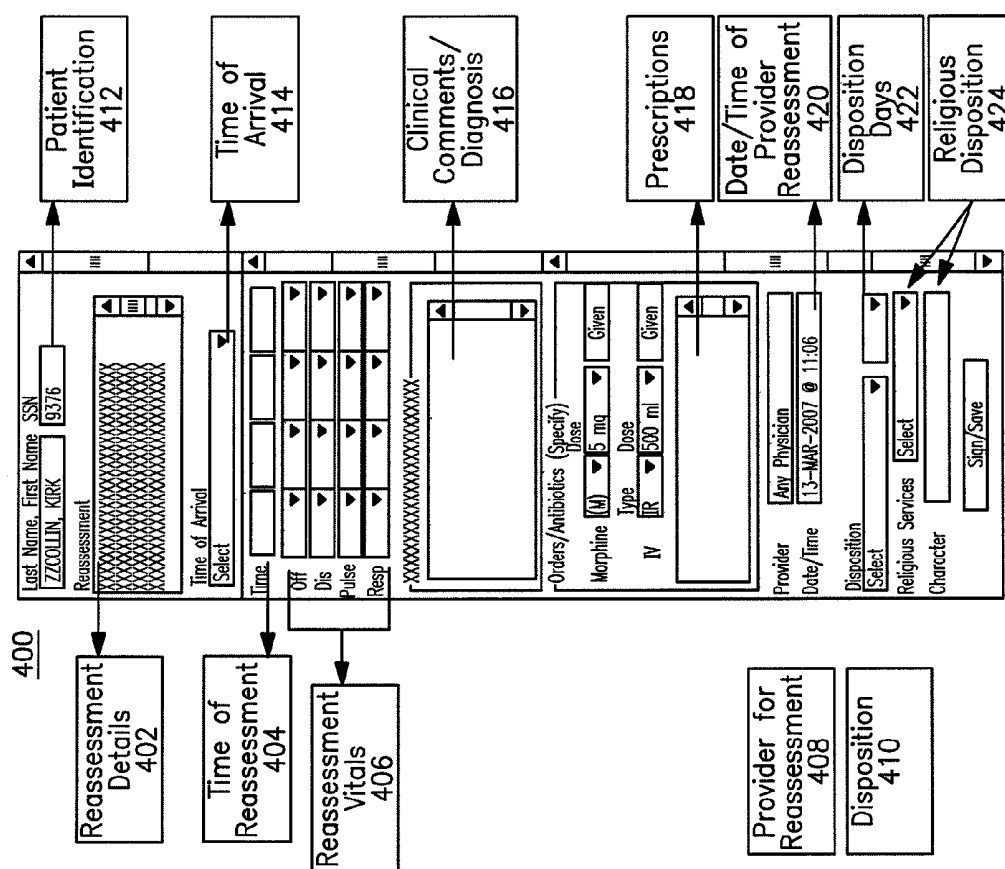 400
Reassessment
Details
402
Time of
Reassessment
404
Reassessment
Vitals
406
Provider for
Reassessment
408
Disposition
410
Last Name, First Name SSN
ZZOLLIN, KIRK 9376
Reassessment
Time of Arrival
Select
Time
Off
Dis
Pulse
Resp
XXXXXXXXXXXXXXXXXX
Orders/Antibiotics (Specify)
Dose
Morphine (M) 5 mq Given
Type Dose
IV TR 500 ml Given
Provider Any Physician
Date/Time 13-MAR-2007 @ 11:06
Disposition
Select
Religious Services Select
Character
Sign/Save
Patient
Identification
412
Time of
Arrival
414
Clinical
Comments/
Diagnosis
416
Prescriptions
418
Date/Time of
Provider
Reassessment
420
Disposition
Days
422
Religious
Disposition
424